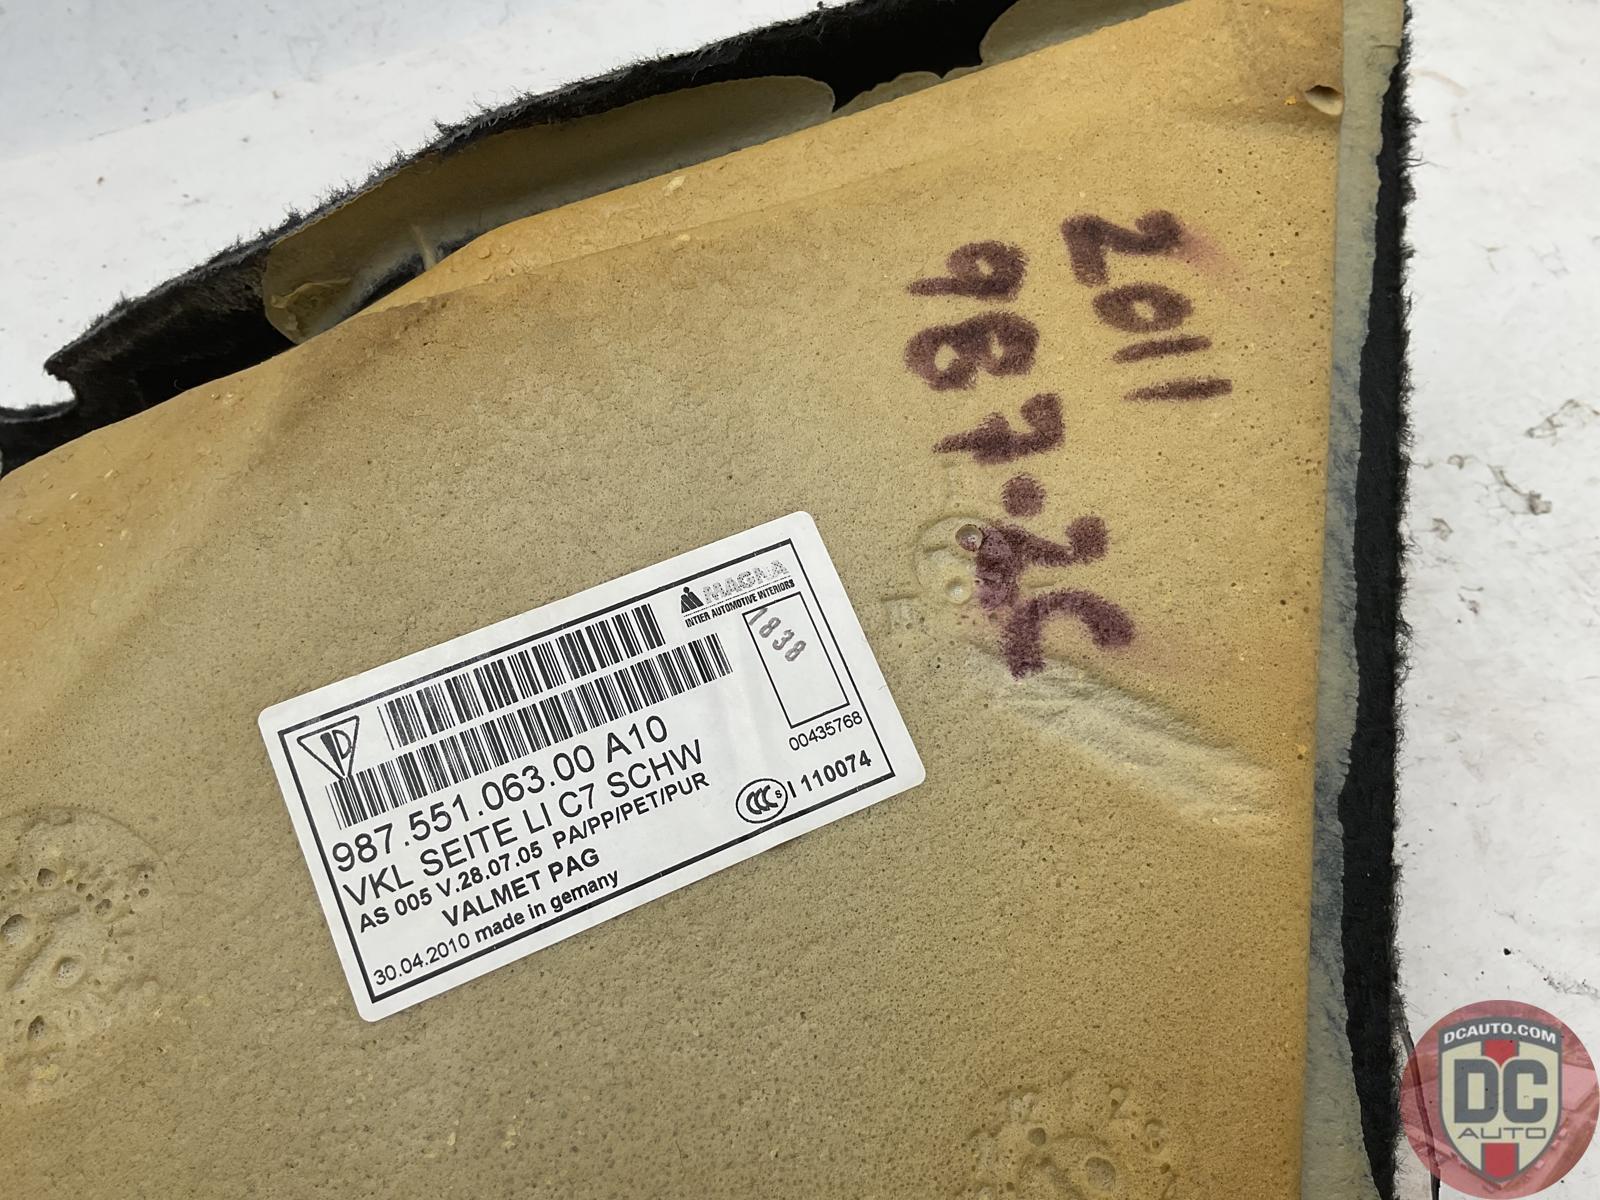 2011
987.2C
MAGNA
INTIER AUTOMOTIVE INTERIORS
1838
00435768
987.551.063.00 A10
VKL SEITE LI C7 SCHW
AS 005 V.28.07.05 PA/PP/PET/PUR
CCC S I 110074
VALMET PAG
30.04.2010 made in gemany
DCAUTO.COM
DC
AUTO